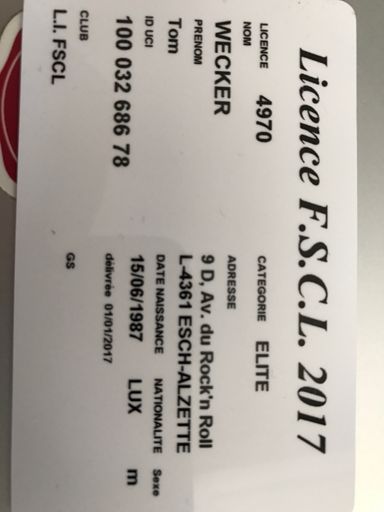 Licence F.S.C.L. 2017
LICENCE 4970 CATEGORIE ELITE
NOM
WECKER ADRESSE
PRENOM 9 D, Av. du Rock'n Roll
Tom L-4361 ESCH-ALZETTE
ID UCI DATE NAISSANCE NATIONALITE Sexe
100 032 686 78 15/06/1987 LUX m
délivrée 01/01/2017
CLUB
L.I. FSCL GS